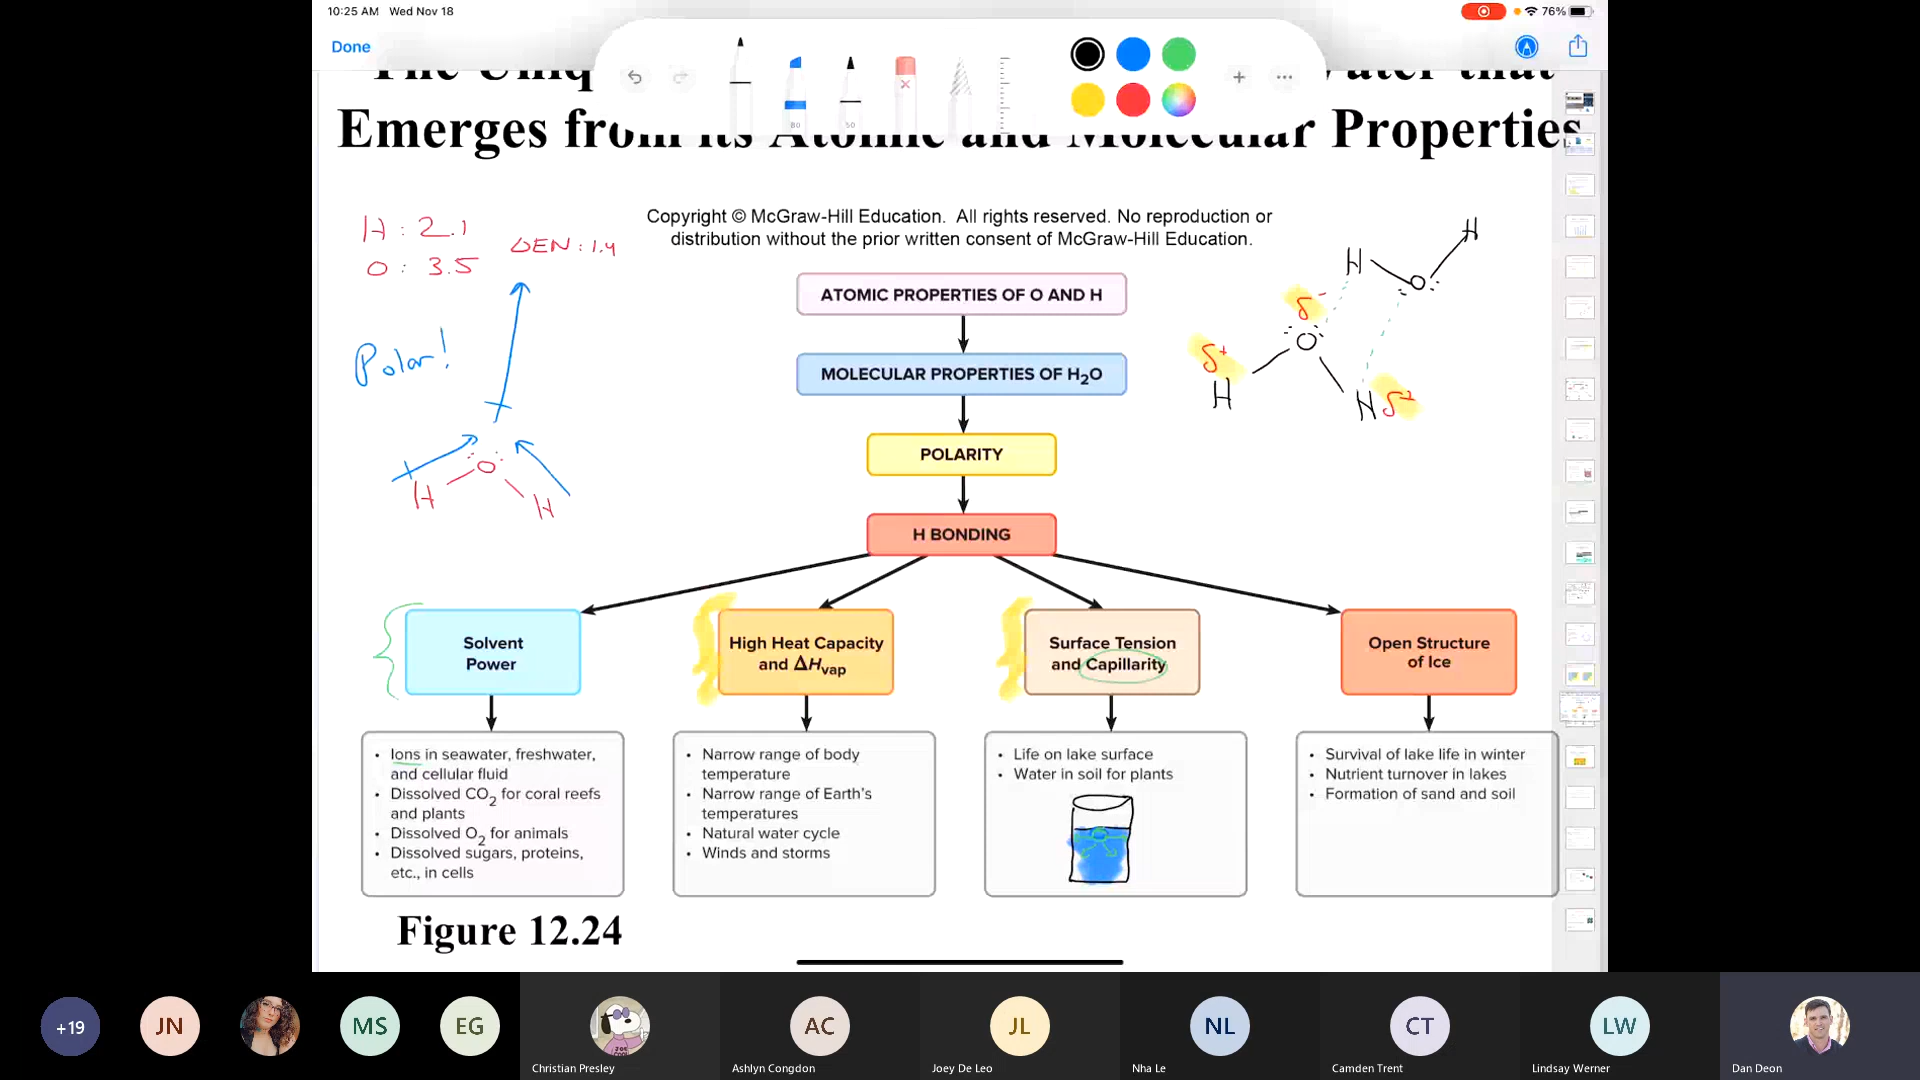 10:25 AM Wed Nov 18
76%
Done
80
50
Emerges from its Atomic and Molecular Properties
Copyright © McGraw-Hill Education. All rights reserved. No reproduction or
distribution without the prior written consent of McGraw-Hill Education.
H : 2.1
O : 3.5
ΔEN : 1.4
Polar!
O
H
H
H
H
O
δ-
O
δ+
H
H δ+
ATOMIC PROPERTIES OF O AND H
MOLECULAR PROPERTIES OF H2O
POLARITY
H BONDING
Solvent
Power
High Heat Capacity
and ΔHvap
Surface Tension
and Capillarity
Open Structure
of Ice
• Ions in seawater, freshwater,
and cellular fluid
• Dissolved CO2 for coral reefs
and plants
• Dissolved O2 for animals
• Dissolved sugars, proteins,
etc., in cells
• Narrow range of body
temperature
• Narrow range of Earth's
temperatures
• Natural water cycle
• Winds and storms
• Life on lake surface
• Water in soil for plants
• Survival of lake life in winter
• Nutrient turnover in lakes
• Formation of sand and soil
Figure 12.24
+19
JN
MS
EG
AC
JL
NL
CT
LW
Christian Presley
Ashlyn Congdon
Joey De Leo
Nha Le
Camden Trent
Lindsay Werner
Dan Deon